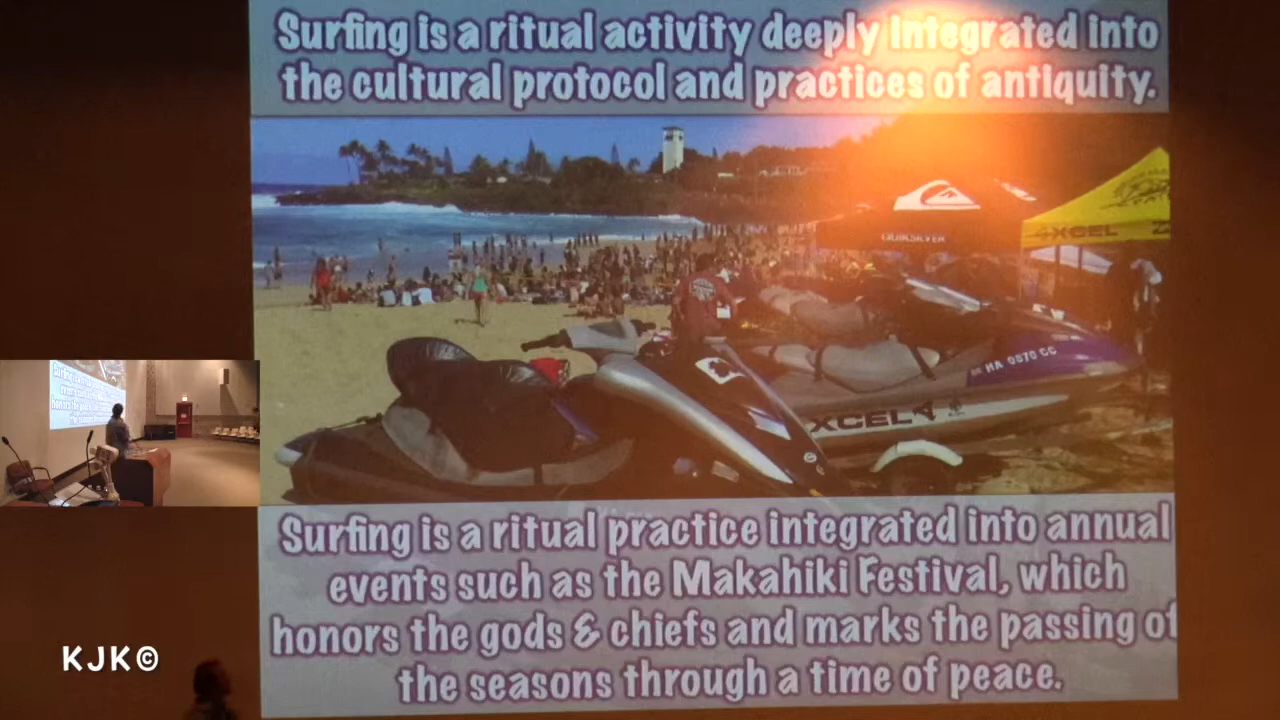 Surfing is a ritual activity deeply integrated into
the cultural protocol and practices of antiquity.
QUIKSILVER
XCEL
HA 0870 CC
XCEL
Surfing is a ritual practice integrated into annual
events such as the Makahiki Festival, which
honors the gods & chiefs and marks the passing of
the seasons through a time of peace.
KJK©